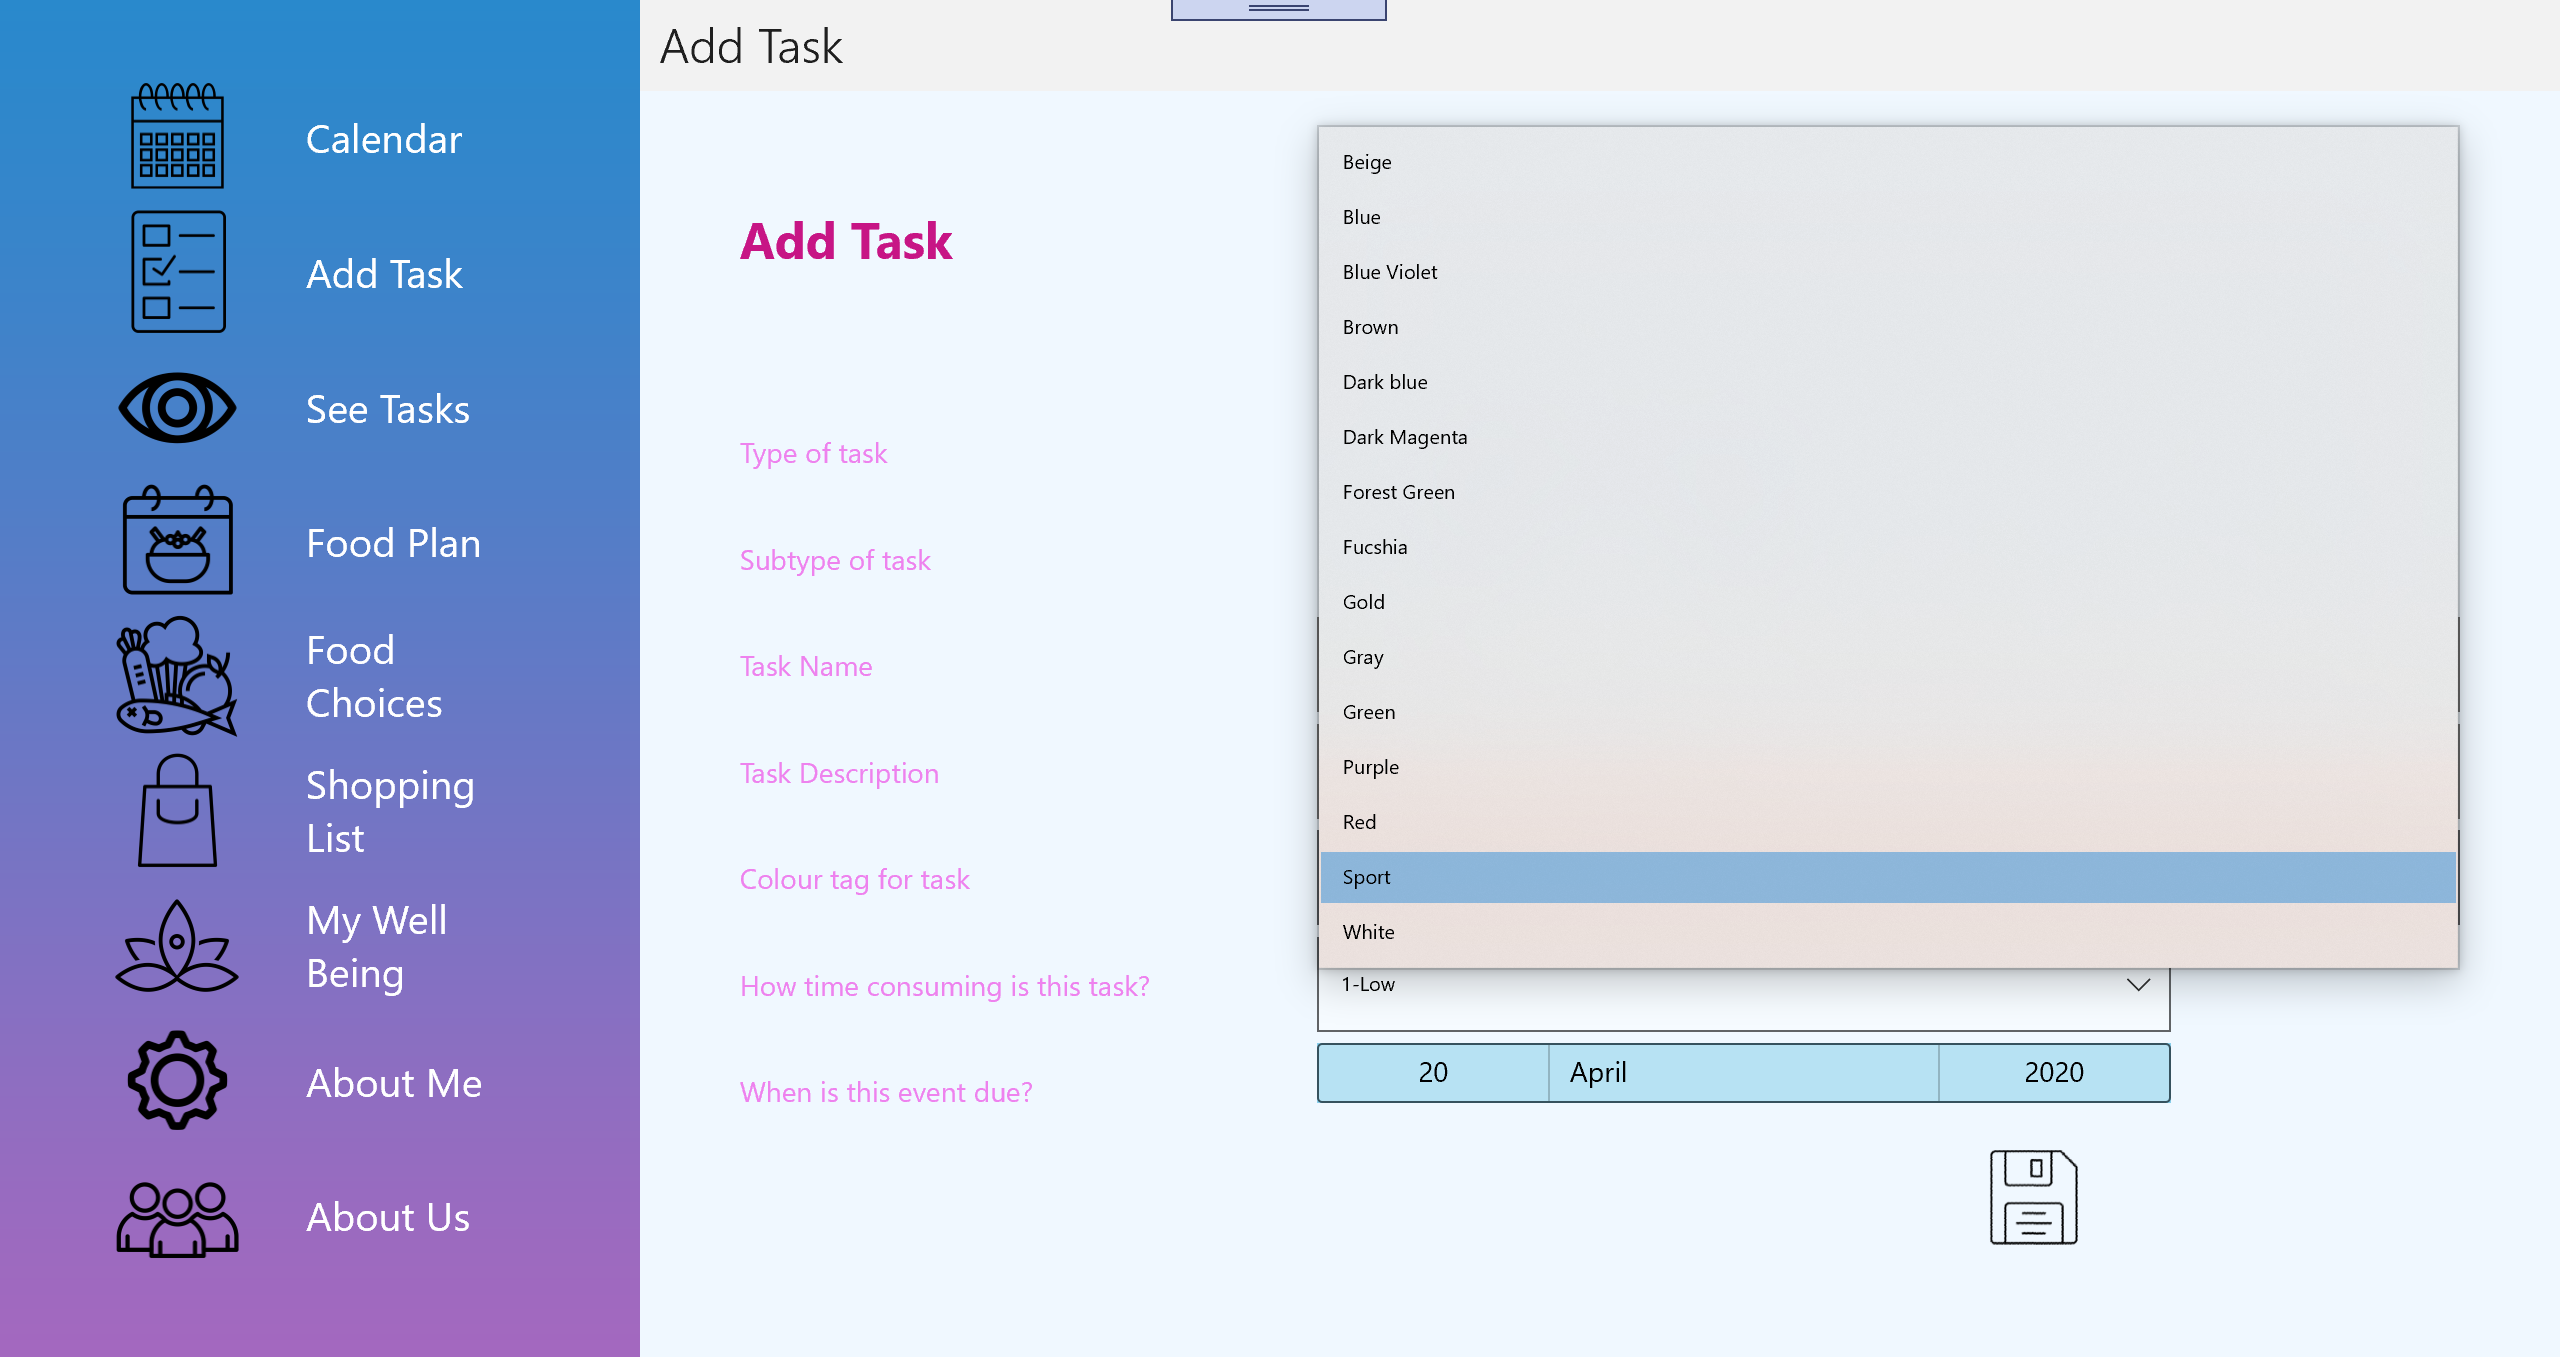 Calendar
Add Task
See Tasks
Food Plan
Food
Choices
Shopping
List
My Well
Being
About Me
About Us
Add Task
Add Task
Type of task
Subtype of task
Task Name
Task Description
Colour tag for task
How time consuming is this task?
When is this event due?
Beige
Blue
Blue Violet
Brown
Dark blue
Dark Magenta
Forest Green
Fucshia
Gold
Gray
Green
Purple
Red
Sport
White
1-Low
20 April 2020